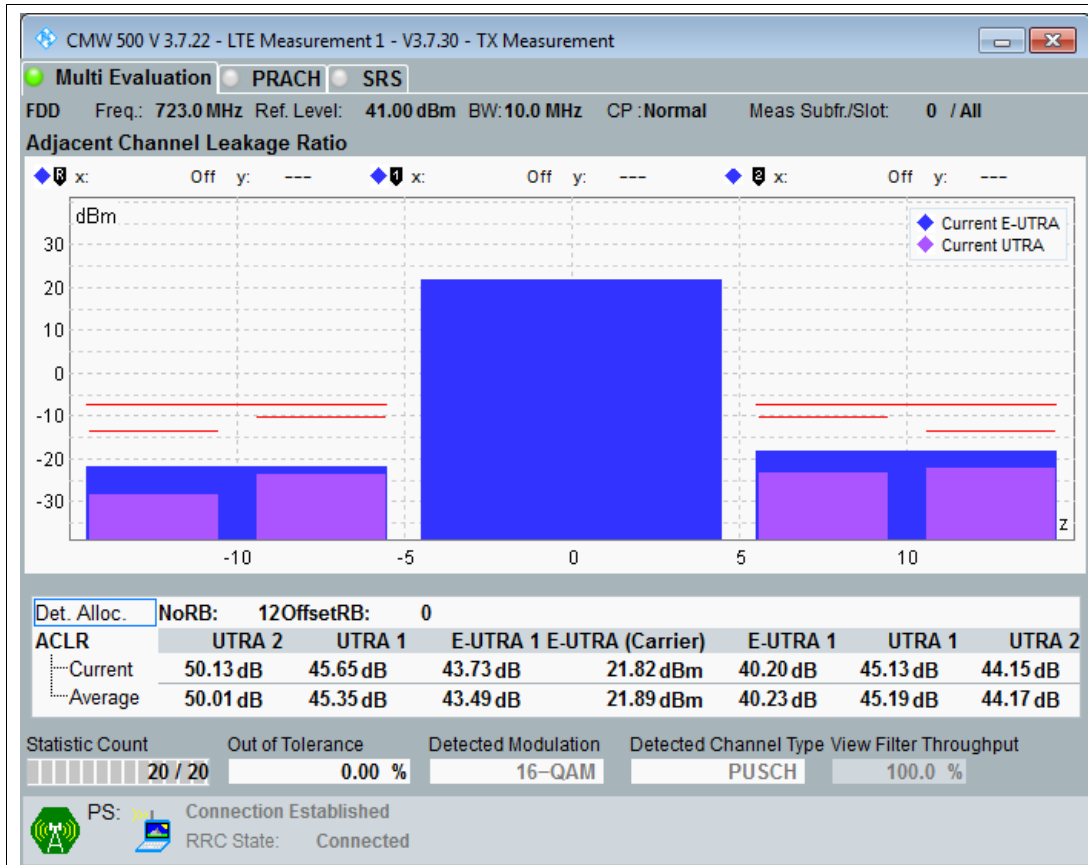 CMW 500 V 3.7.22 - LTE Measurement 1 - V3.7.30 - TX Measurement
Multi Evaluation PRACH SRS
FDD Freq.: 723.0 MHz Ref. Level: 41.00 dBm BW: 10.0 MHz CP : Normal Meas Subfr./Slot: 0 / All
Adjacent Channel Leakage Ratio
R x: Off y: --- 1 x: Off y: --- 2 x: Off y: ---
dBm
Current E-UTRA
Current UTRA
30
20
10
0
-10
-20
-30
z
-10 -5 0 5 10
Det. Alloc. NoRB: 12 OffsetRB: 0
ACLR UTRA 2 UTRA 1 E-UTRA 1 E-UTRA (Carrier) E-UTRA 1 UTRA 1 UTRA 2
Current 50.13 dB 45.65 dB 43.73 dB 21.82 dBm 40.20 dB 45.13 dB 44.15 dB
Average 50.01 dB 45.35 dB 43.49 dB 21.89 dBm 40.23 dB 45.19 dB 44.17 dB
Statistic Count Out of Tolerance Detected Modulation Detected Channel Type View Filter Throughput
20 / 20 0.00 % 16-QAM PUSCH 100.0 %
PS: Connection Established
RRC State: Connected